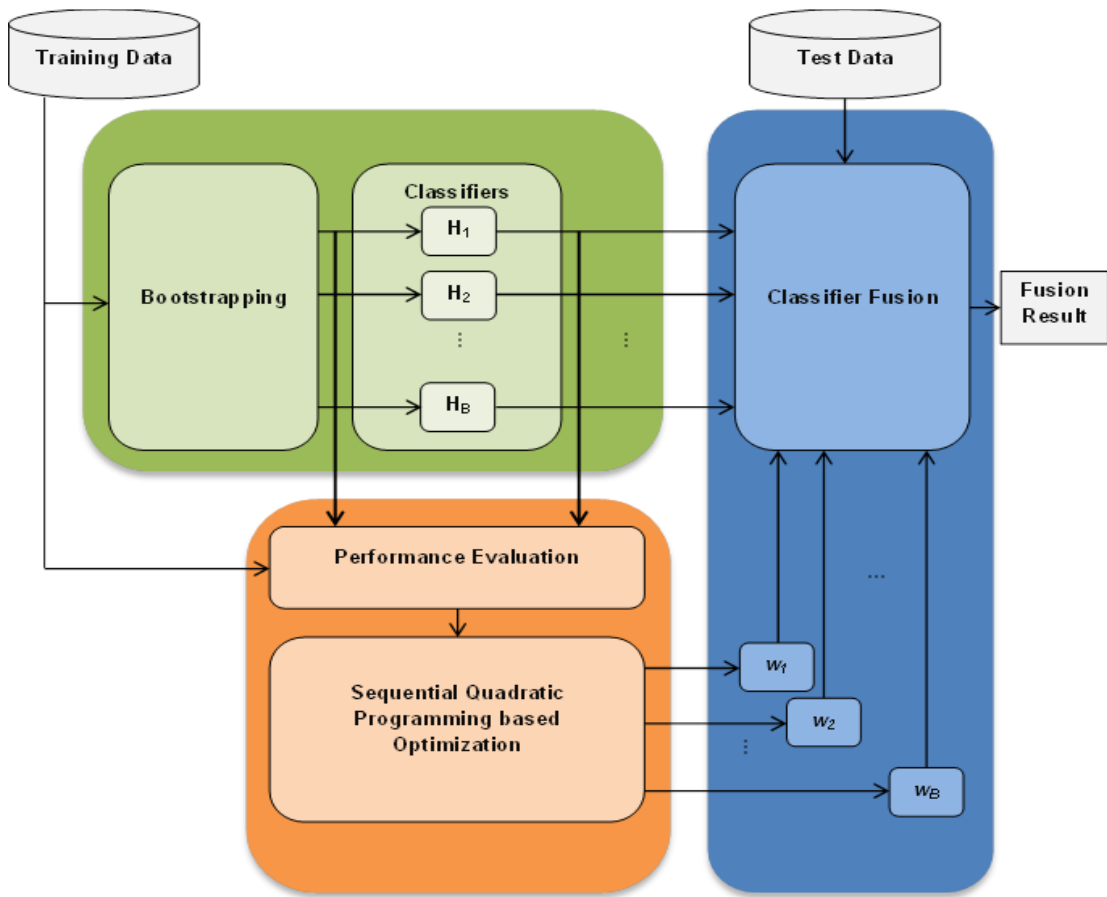 Training Data
Test Data
Classifiers
H1
Bootstrapping
H2
Classifier Fusion
Fusion
Result
⋮
⋮
HB
Performance Evaluation
...
Sequential Quadratic
Programming based
Optimization
w1
w2
⋮
wB